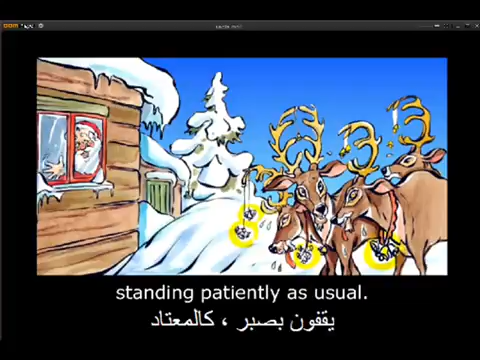 standing patiently as usual.
يقفون بصبر ، كالمعتاد